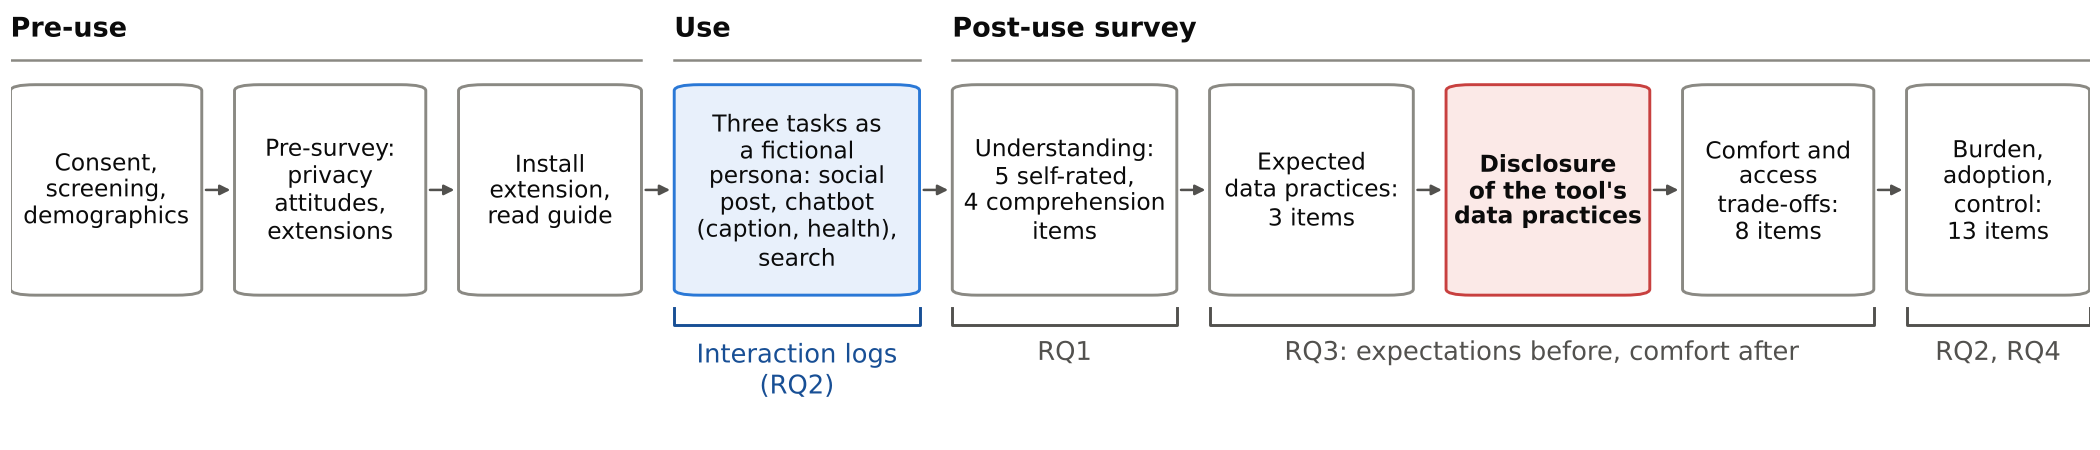 Pre-use
Use
Post-use survey
Consent,
screening,
demographics
Pre-survey:
privacy
attitudes,
extensions
Install
extension,
read guide
Three tasks as
a fictional
persona: social
post, chatbot
(caption, health),
search
Understanding:
5 self-rated,
4 comprehension
items
Expected
data practices:
3 items
Disclosure
of the tool's
data practices
Comfort and
access
trade-offs:
8 items
Burden,
adoption,
control:
13 items
Interaction logs
(RQ2)
RQ1
RQ3: expectations before, comfort after
RQ2, RQ4